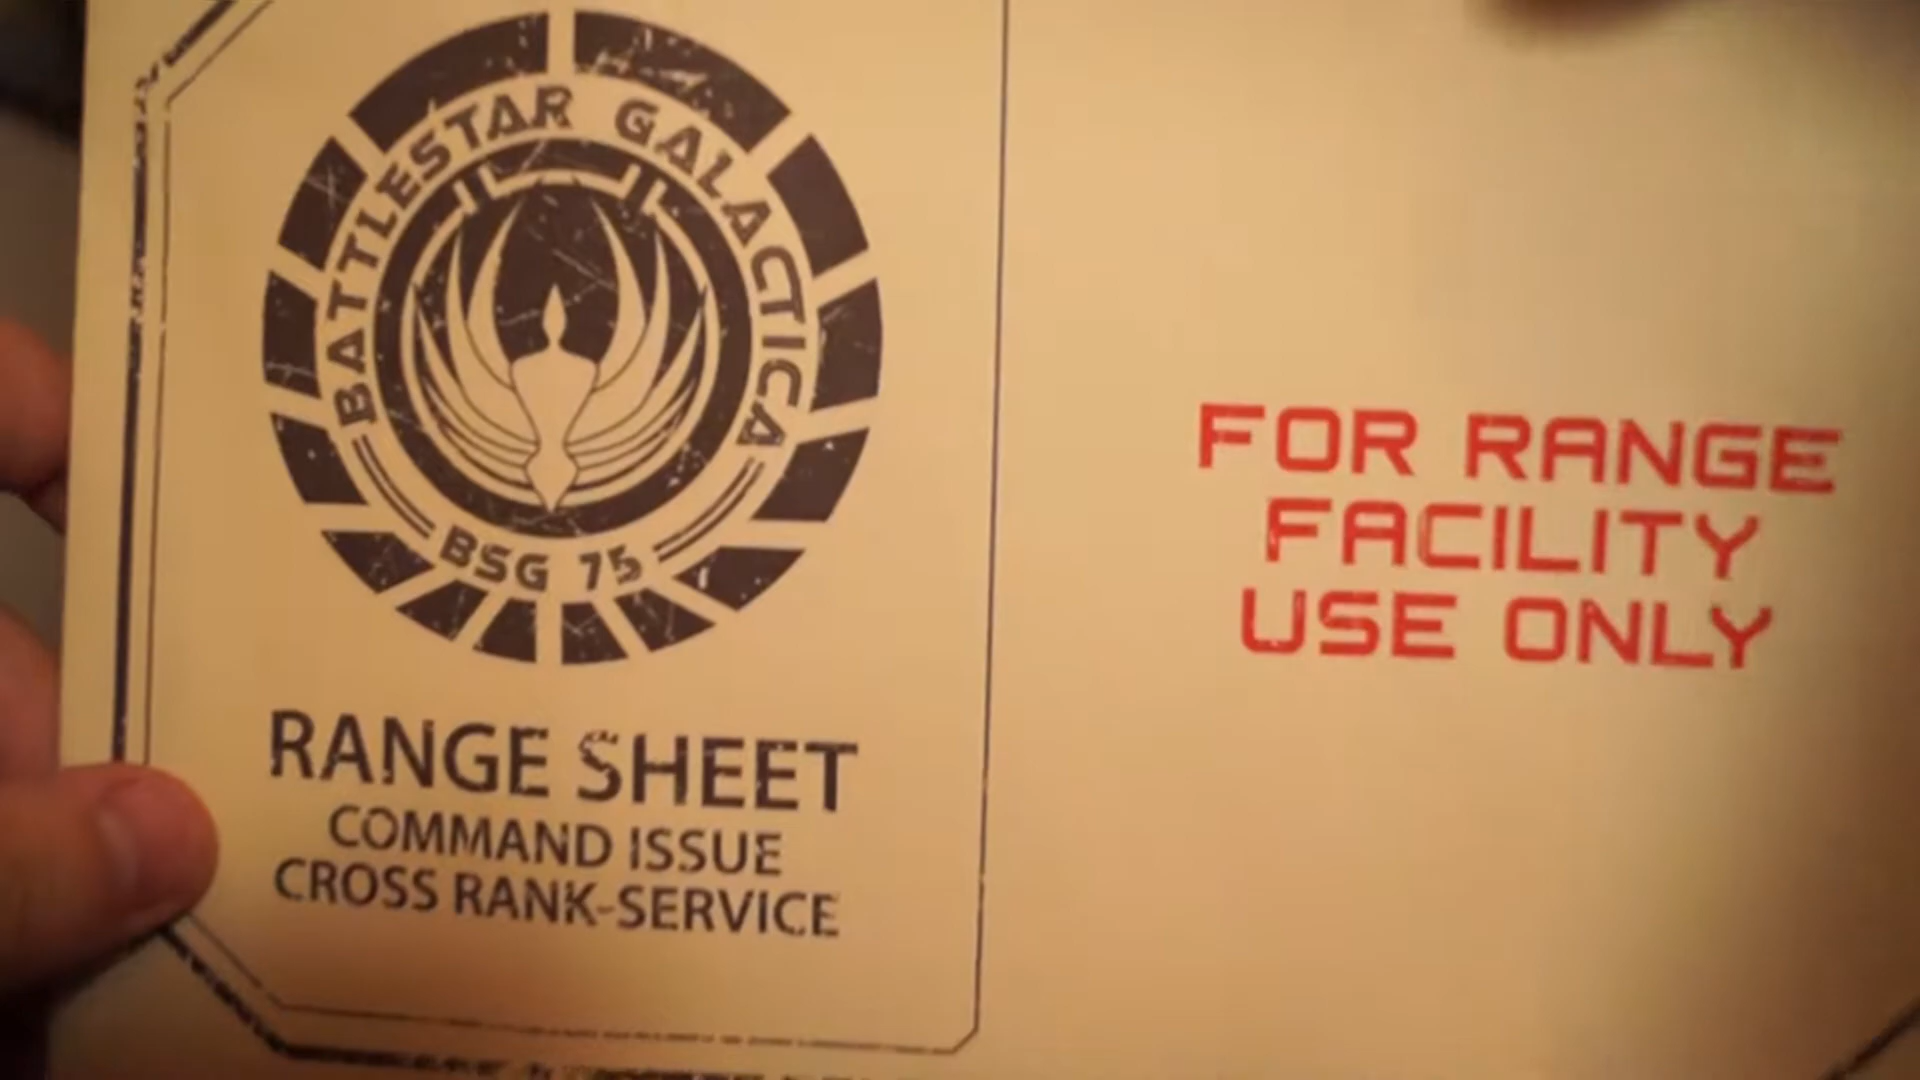 BATTLESTAR GALACTICA
BSG 75
RANGE SHEET
COMMAND ISSUE
CROSS RANK-SERVICE
FOR RANGE
FACILITY
USE ONLY